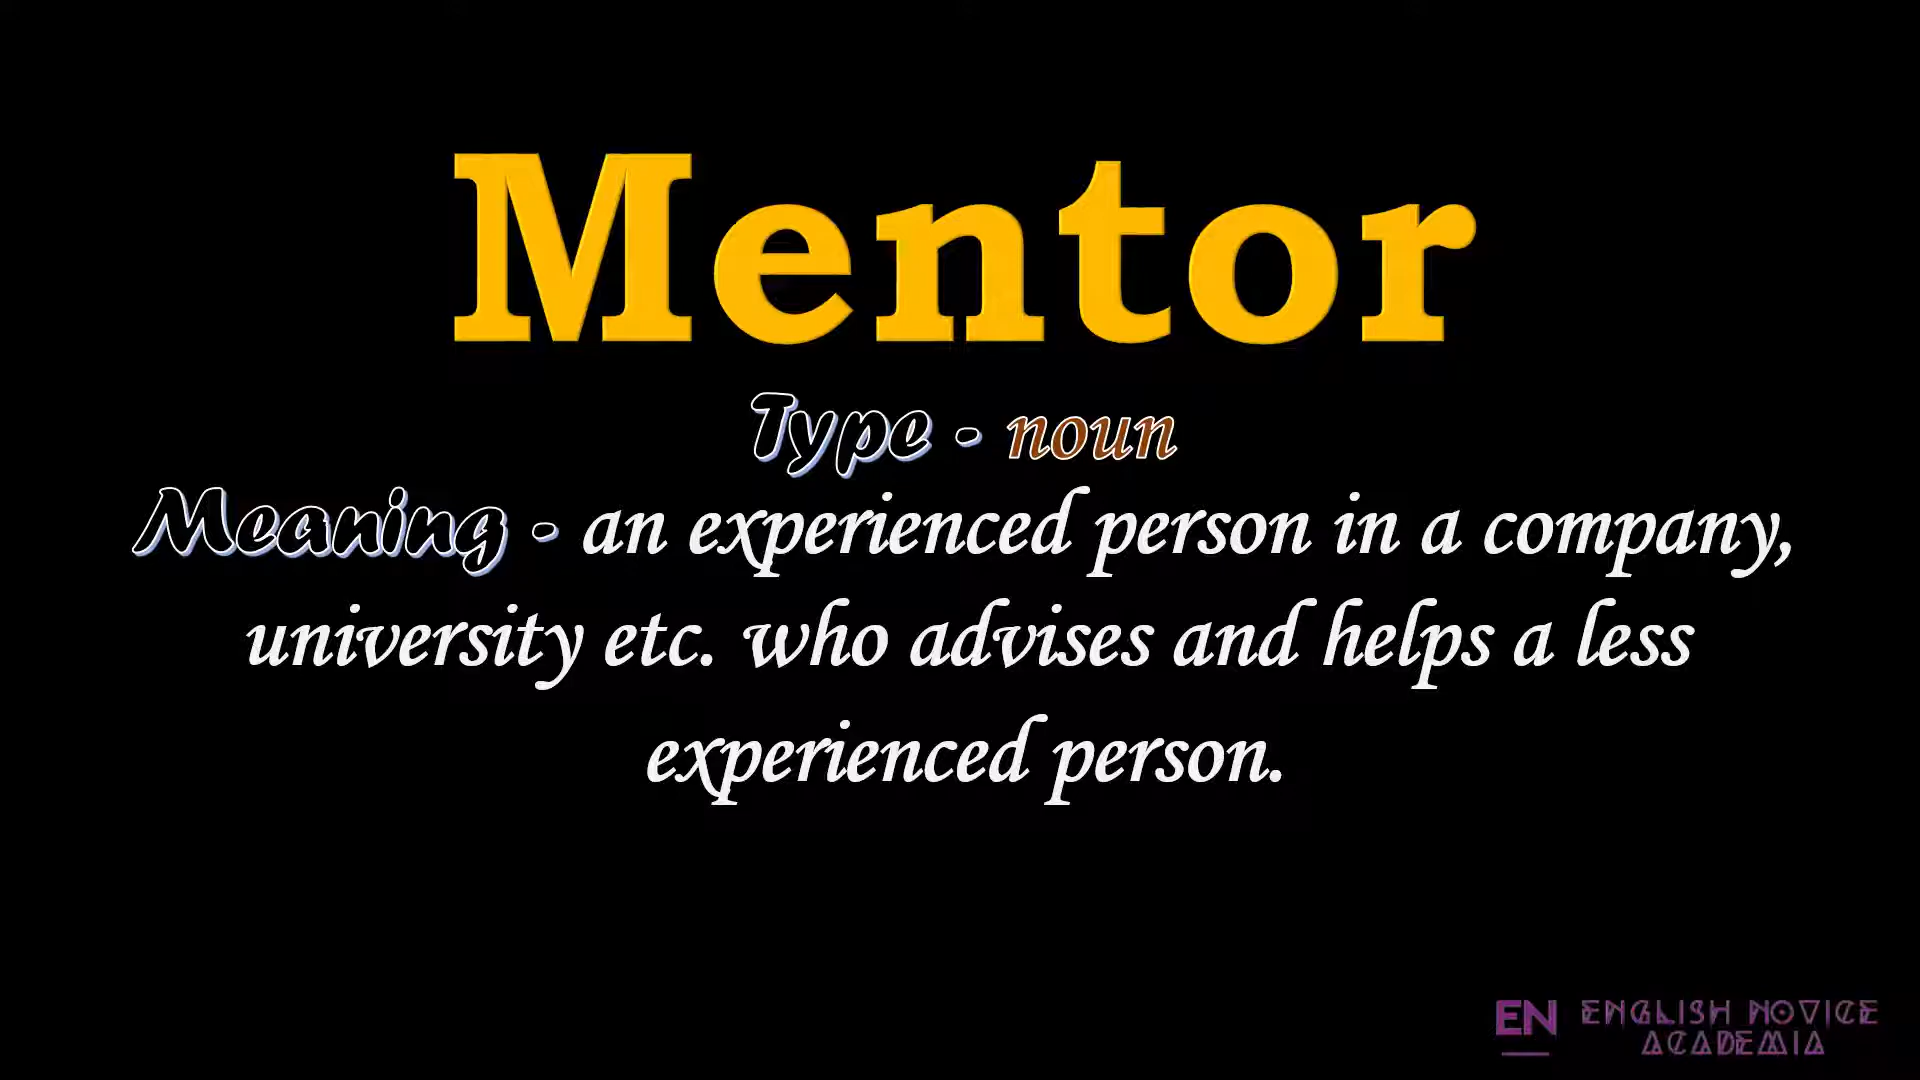 Mentor
Type - noun
Meaning - an experienced person in a company,
university etc. who advises and helps a less
experienced person.
EN ENGLISH NOVICE
ACADEMIA